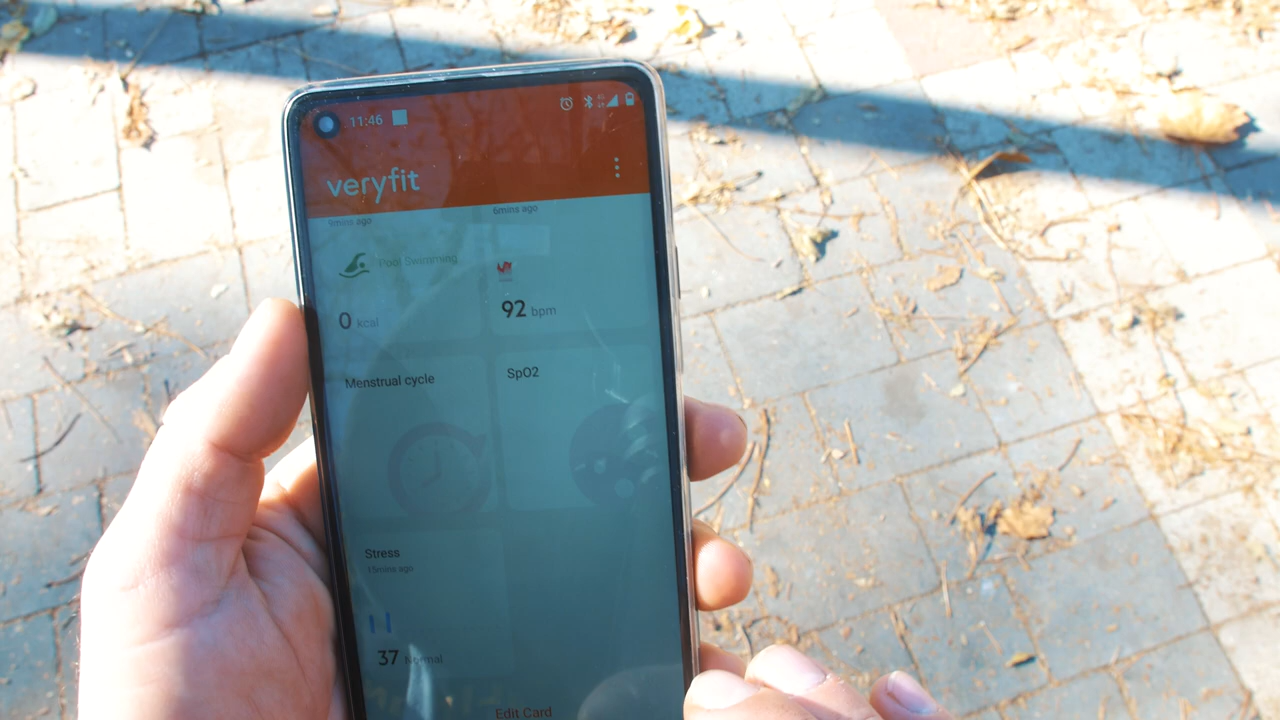 11:46
veryfit
9mins ago
6mins ago
Pool Swimming
0 kcal
92 bpm
Menstrual cycle
SpO2
Stress
15mins ago
37 Normal
Edit Card